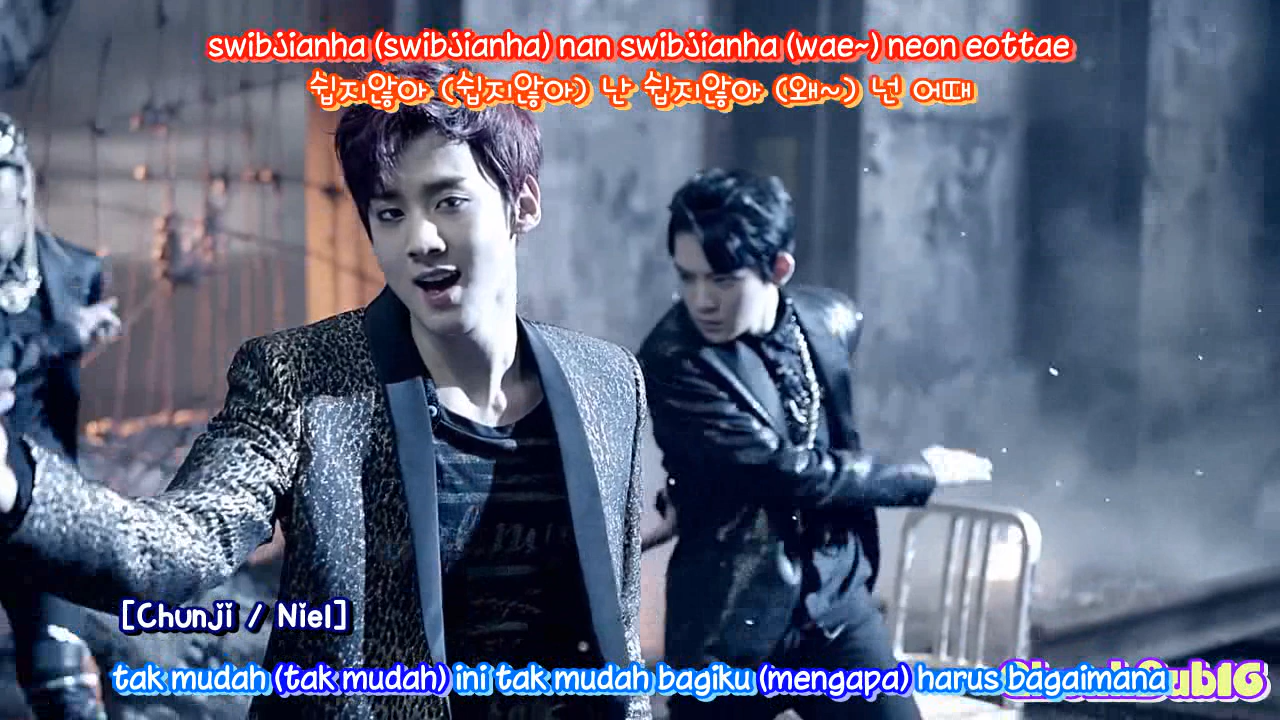 swibjianha (swibjianha) nan swibjianha (wae~) neon eottae
쉽지않아 (쉽지않아) 난 쉽지않아 (왜~) 넌 어때
[Chunji / Niel]
tak mudah (tak mudah) ini tak mudah bagiku (mengapa) harus bagaimana